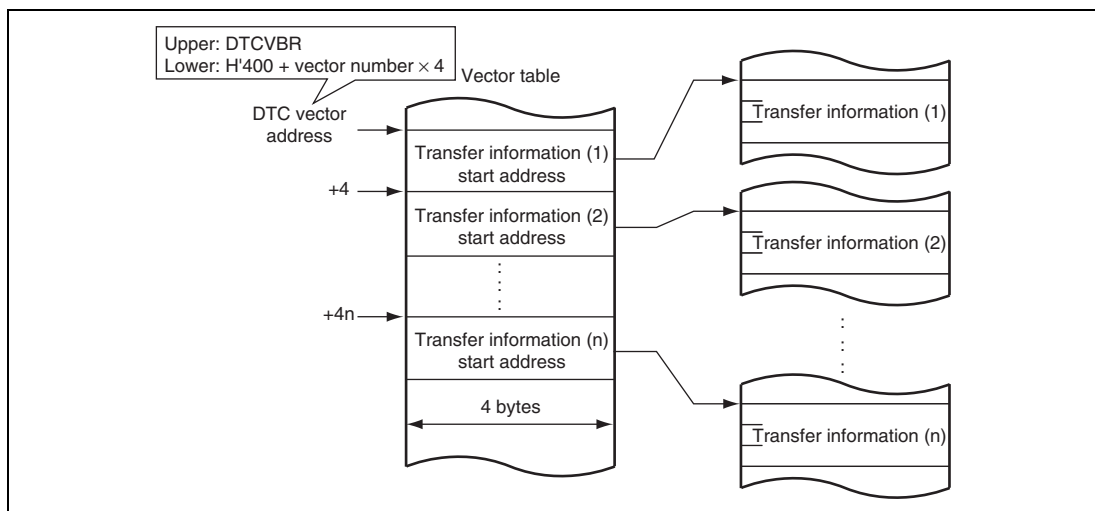 Upper: DTCVBR
Lower: H'400 + vector number × 4
DTC vector
address
Vector table
Transfer information (1)
start address
+4
Transfer information (2)
start address
+4n
Transfer information (n)
start address
4 bytes
Transfer information (1)
Transfer information (2)
Transfer information (n)